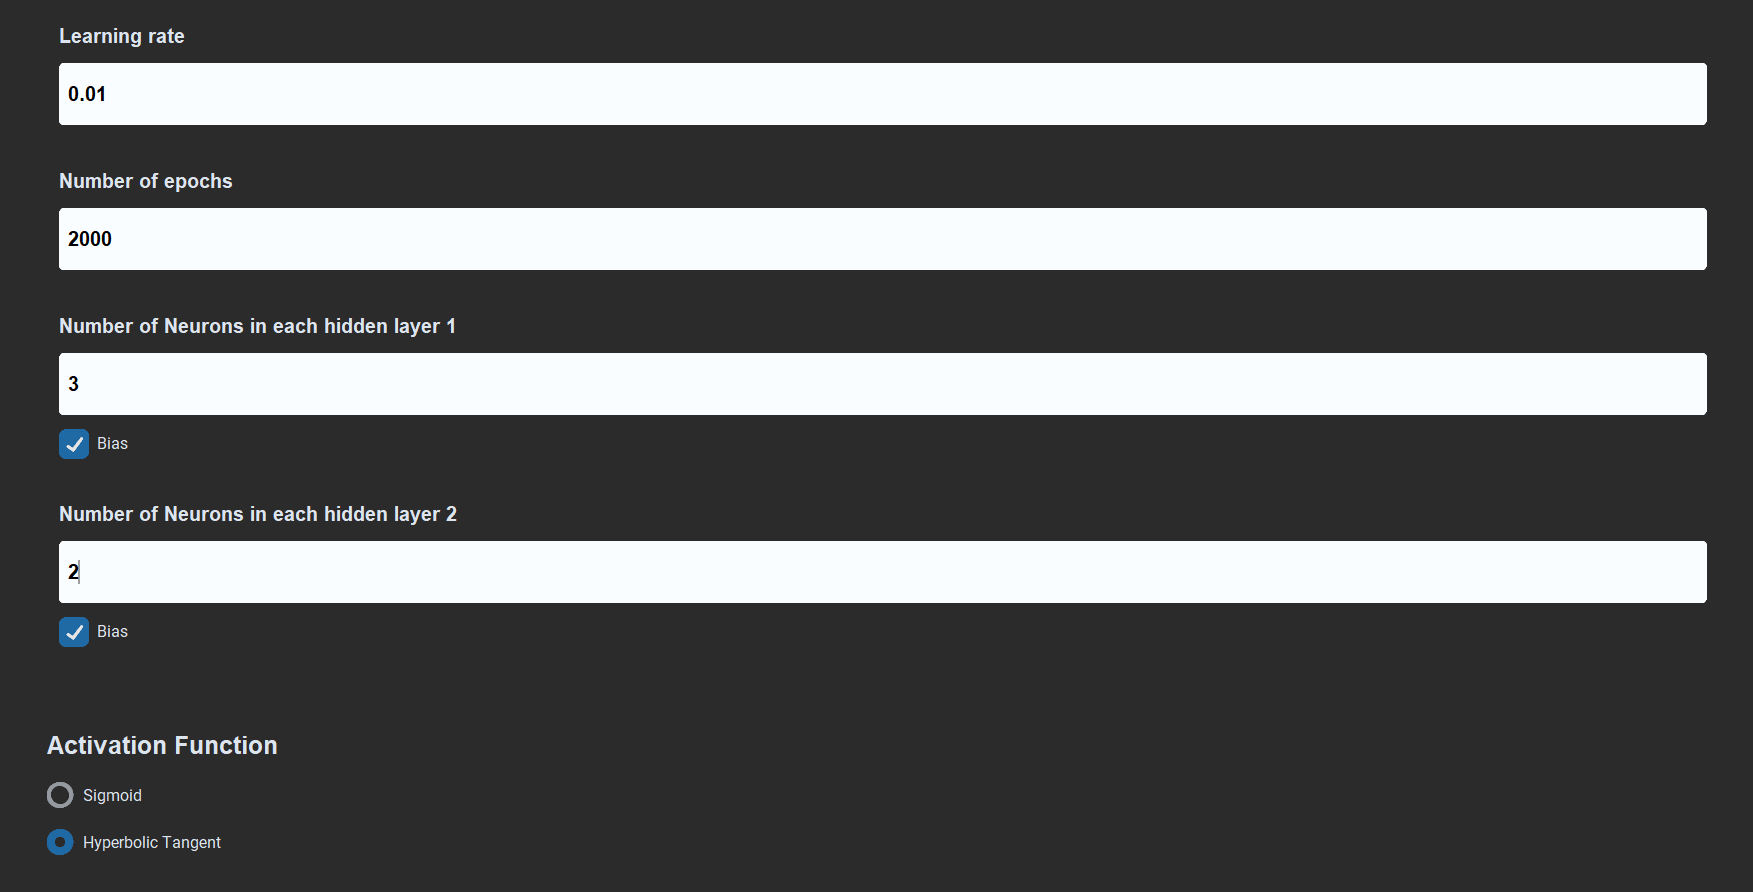 Learning rate
0.01
Number of epochs
2000
Number of Neurons in each hidden layer 1
3
Bias
Number of Neurons in each hidden layer 2
2
Bias
Activation Function
Sigmoid
Hyperbolic Tangent